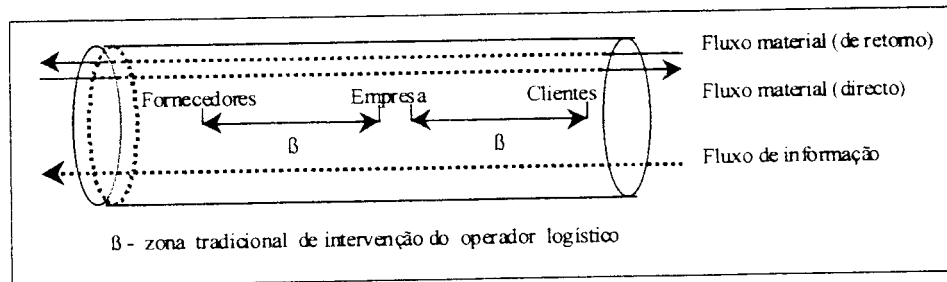 Fluxo material (de retorno)
Fornecedores Empresa Clientes
Fluxo material (directo)
ß ß
Fluxo de informação
ß - zona tradicional de intervenção do operador logístico